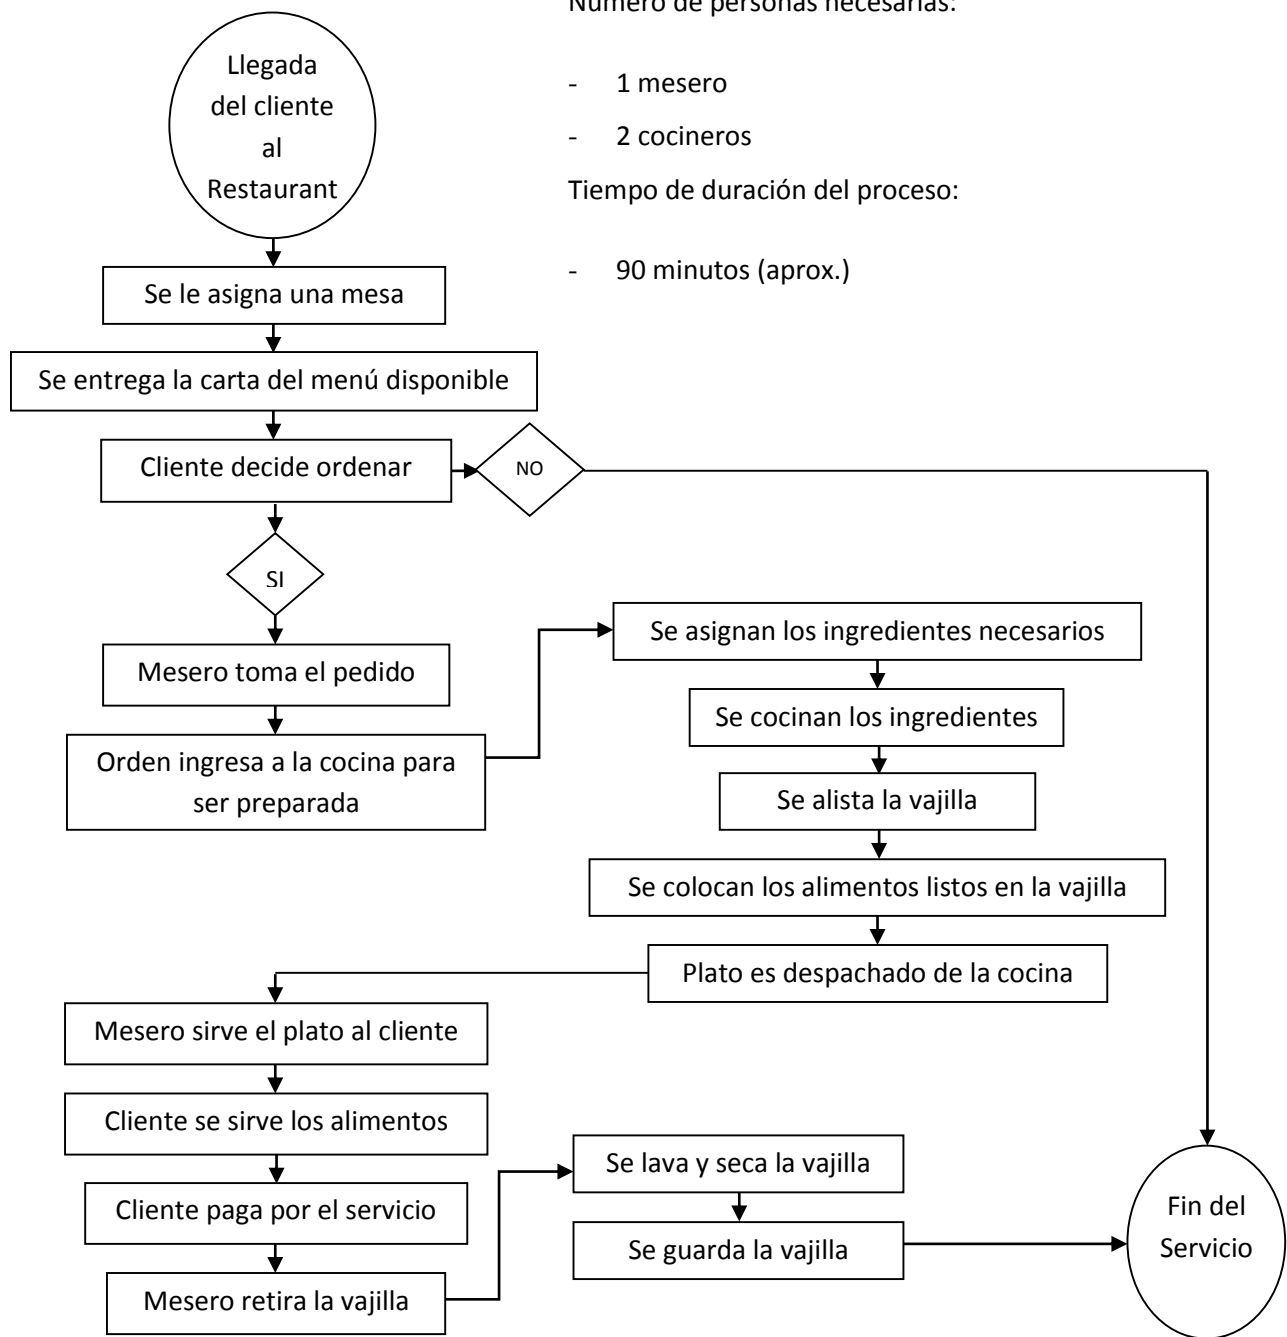 Número de personas necesarias:
- 1 mesero
- 2 cocineros
Tiempo de duración del proceso:
- 90 minutos (aprox.)
Llegada
del cliente
al
Restaurant
Se le asigna una mesa
Se entrega la carta del menú disponible
Cliente decide ordenar
NO
SI
Mesero toma el pedido
Orden ingresa a la cocina para
ser preparada
Se asignan los ingredientes necesarios
Se cocinan los ingredientes
Se alista la vajilla
Se colocan los alimentos listos en la vajilla
Plato es despachado de la cocina
Mesero sirve el plato al cliente
Cliente se sirve los alimentos
Cliente paga por el servicio
Mesero retira la vajilla
Se lava y seca la vajilla
Se guarda la vajilla
Fin del
Servicio